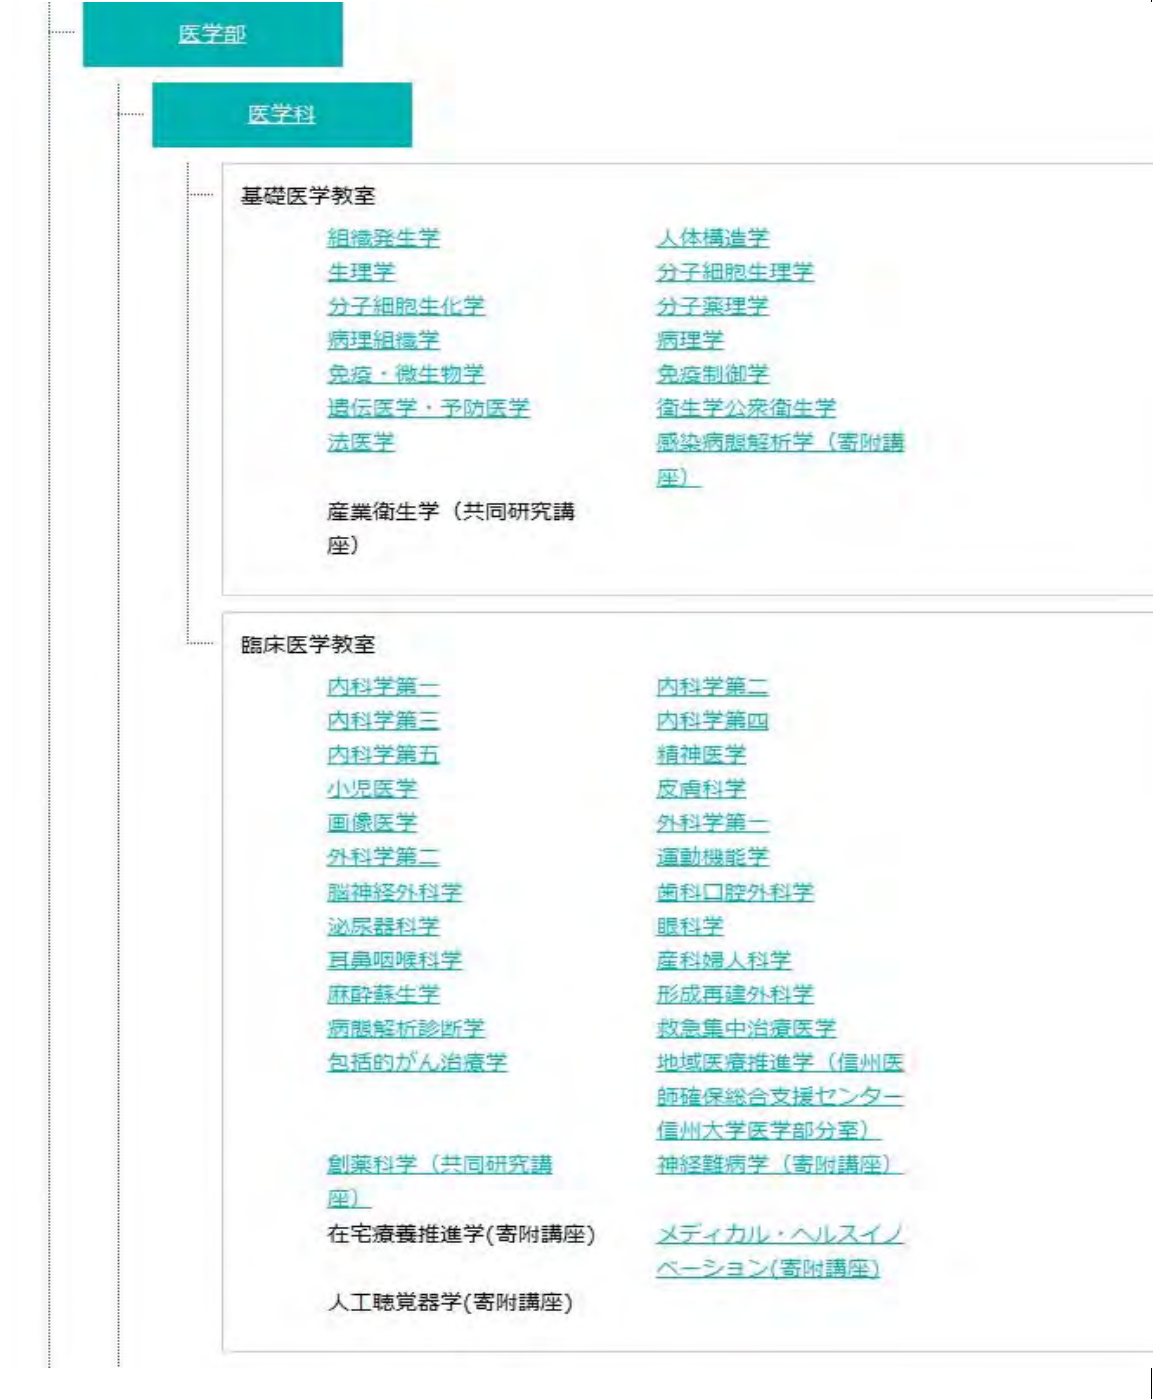 医学部
医学科
基礎医学教室
組織発生学 人体構造学
生理学 分子細胞生理学
分子細胞生化学 分子薬理学
病理組織学 病理学
免疫・微生物学 免疫制御学
遺伝医学・予防医学 衛生学公衆衛生学
法医学 感染病態解析学（寄附講
座）
産業衛生学（共同研究講
座）
臨床医学教室
内科学第一 内科学第二
内科学第三 内科学第四
内科学第五 精神医学
小児医学 皮膚科学
画像医学 外科学第一
外科学第二 運動機能学
脳神経外科学 歯科口腔外科学
泌尿器科学 眼科学
耳鼻咽喉科学 産科婦人科学
麻酔蘇生学 形成再建外科学
病態解析診断学 救急集中治療医学
包括的がん治療学 地域医療推進学（信州医
師確保総合支援センター
信州大学医学部分室）
創薬科学（共同研究講 神経難病学（寄附講座）
座）
在宅療養推進学(寄附講座) メディカル・ヘルスイノ
ベーション(寄附講座)
人工聴覚器学(寄附講座)